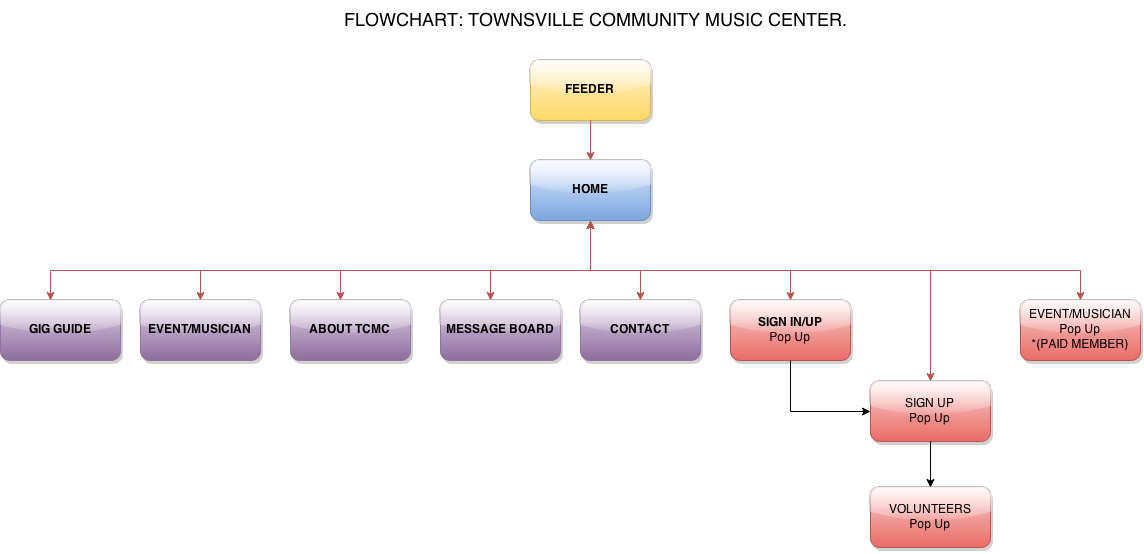 FLOWCHART: TOWNSVILLE COMMUNITY MUSIC CENTER.
FEEDER
HOME
GIG GUIDE
EVENT/MUSICIAN
ABOUT TCMC
MESSAGE BOARD
CONTACT
SIGN IN/UP
Pop Up
EVENT/MUSICIAN
Pop Up
*(PAID MEMBER)
SIGN UP
Pop Up
VOLUNTEERS
Pop Up